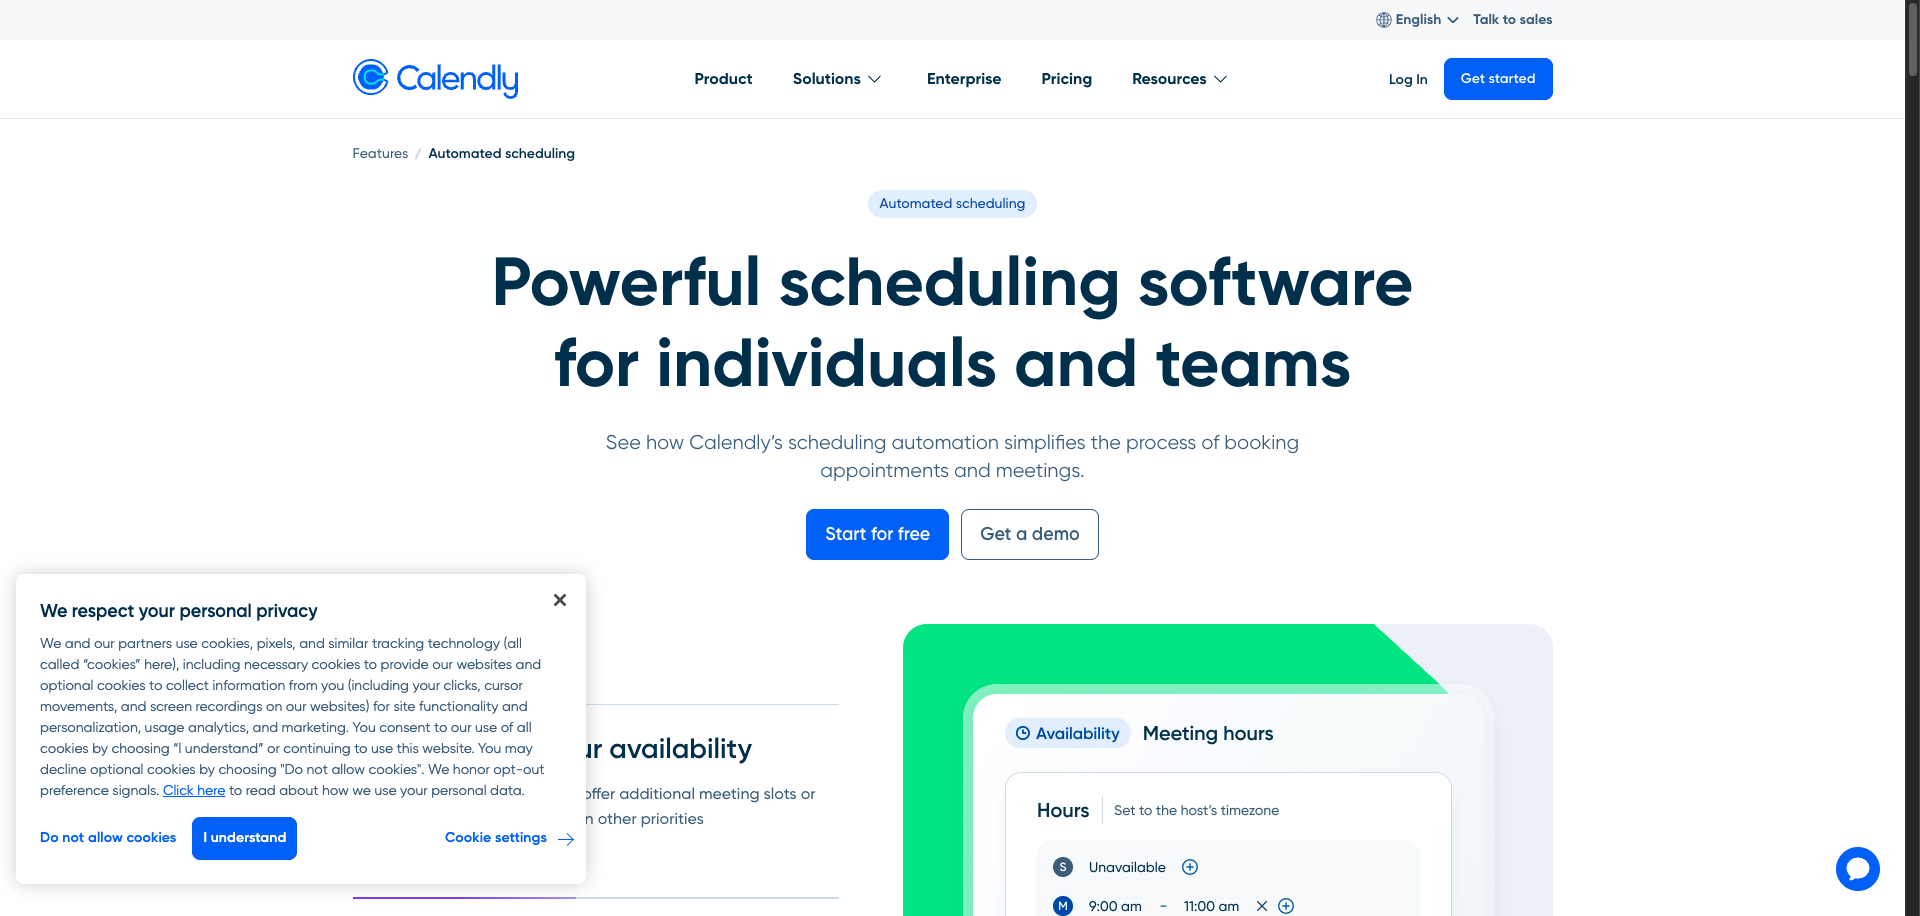 English
Talk to sales
Calendly
Product
Solutions
Enterprise
Pricing
Resources
Log In
Get started
Features / Automated scheduling
Automated scheduling
Powerful scheduling software
for individuals and teams
See how Calendly’s scheduling automation simplifies the process of booking
appointments and meetings.
Start for free
Get a demo
We respect your personal privacy
We and our partners use cookies, pixels, and similar tracking technology (all
called “cookies” here), including necessary cookies to provide our websites and
optional cookies to collect information from you (including your clicks, cursor
movements, and screen recordings on our websites) for site functionality and
personalization, usage analytics, and marketing. You consent to our use of all
cookies by choosing “I understand” or continuing to use this website. You may
decline optional cookies by choosing "Do not allow cookies". We honor opt-out
preference signals. Click here to read about how we use your personal data.
Do not allow cookies
I understand
Cookie settings
availability
offer additional meeting slots or
other priorities
Availability
Meeting hours
Hours
Set to the host’s timezone
S Unavailable
M 9:00 am - 11:00 am